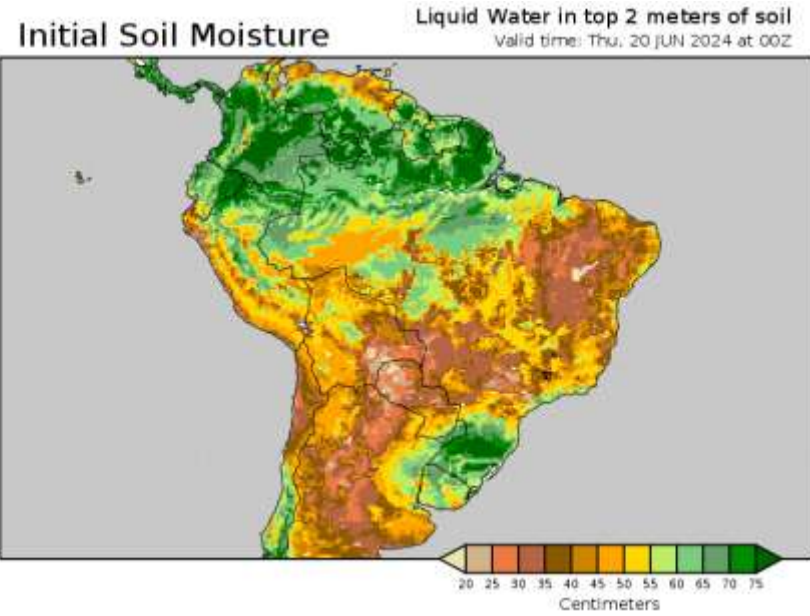 Initial Soil Moisture
Liquid Water in top 2 meters of soil
Valid time: Thu, 20 JUN 2024 at 00Z
20 25 30 35 40 45 50 55 60 65 70 75
Centimeters